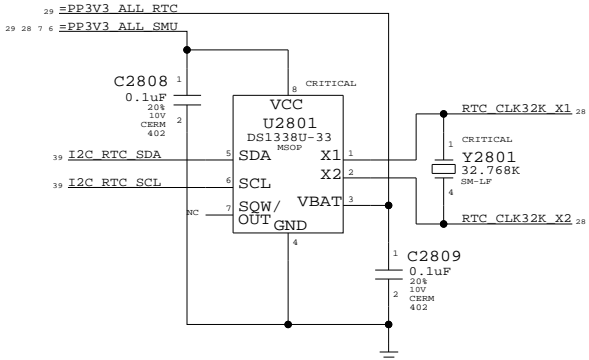 29 =PP3V3_ALL_RTC
29 28 7 6 =PP3V3_ALL_SMU
C2808 1
0.1uF
20%
10V
CERM
402
2
8 CRITICAL
VCC
U2801
DS1338U-33
MSOP
39 I2C_RTC_SDA 5 SDA
X1 1
39 I2C_RTC_SCL 6 SCL
X2 2
NC 7 SQW/
OUT
VBAT 3
GND
4
RTC_CLK32K_X1 28
1 CRITICAL
Y2801
32.768K
SM-LF
4
RTC_CLK32K_X2 28
1 C2809
0.1uF
20%
10V
CERM
402
2